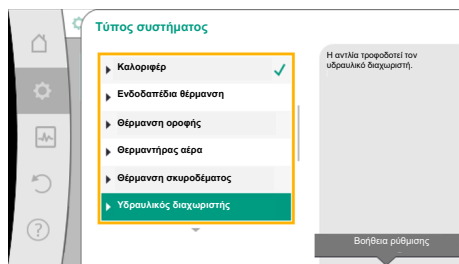 Τύπος συστήματος
Καλοριφέρ
Ενδοδαπέδια θέρμανση
Θέρμανση οροφής
Θερμαντήρας αέρα
Θέρμανση σκυροδέματος
Υδραυλικός διαχωριστής
Η αντλία τροφοδοτεί τον
υδραυλικό διαχωριστή.
Βοήθεια ρύθμισης